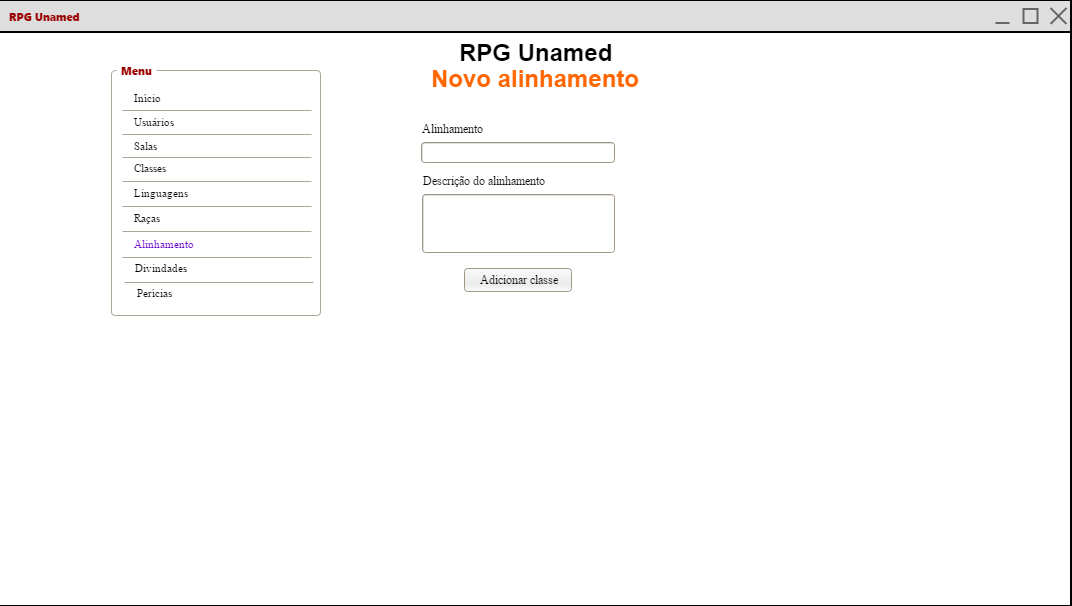 RPG Unamed
RPG Unamed
Novo alinhamento
Menu
Início
Usuários
Salas
Classes
Linguagens
Raças
Alinhamento
Divindades
Perícias
Alinhamento
Descrição do alinhamento
Adicionar classe